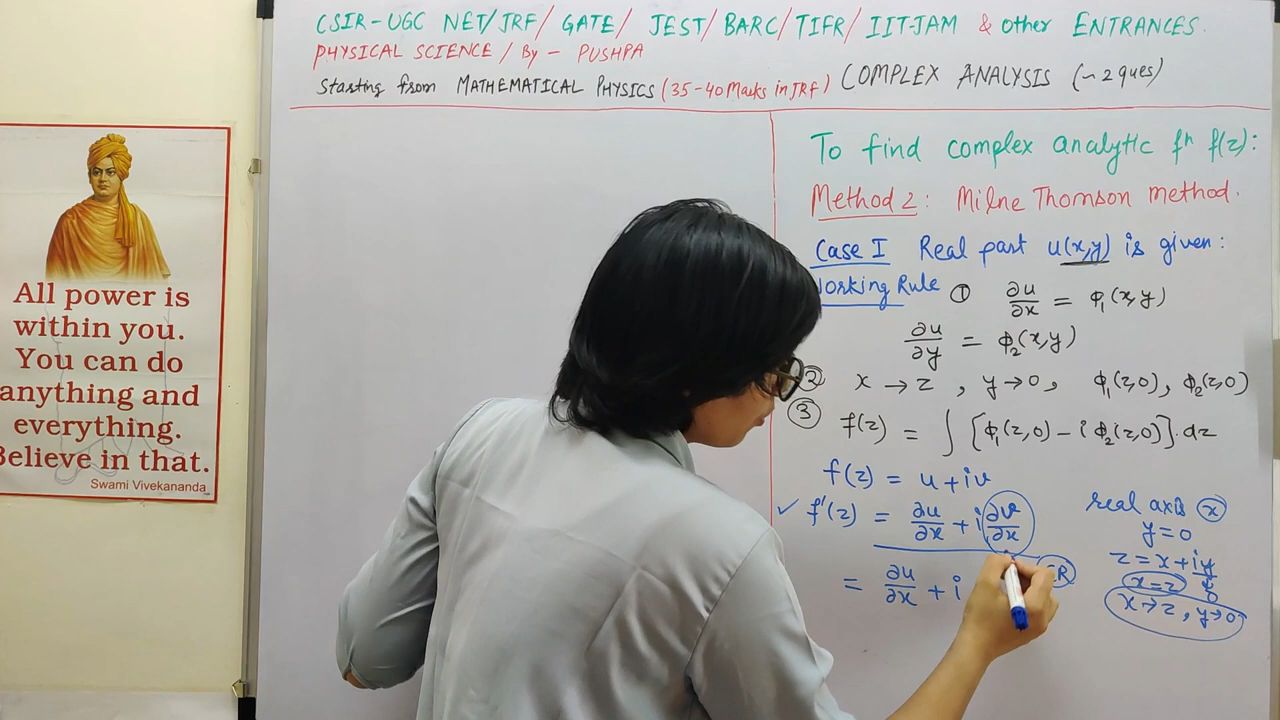 CSIR-UGC NET/JRF/ GATE/ JEST/BARC/TIFR/ IIT-JAM & other ENTRANCES.
PHYSICAL SCIENCE / By - PUSHPA
Starting from MATHEMATICAL PHYSICS (35-40 Marks in JRF) COMPLEX ANALYSIS (~2 ques)
All power is
within you.
You can do
anything and
everything.
Believe in that.
Swami Vivekananda
To find complex analytic fⁿ f(z):
Method 2: Milne Thomson method.
Case I Real part u(x,y) is given:
Working Rule ① ∂u/∂x = ϕ₁(x,y)
∂u/∂y = ϕ₂(x,y)
② x → z , y→0, ϕ₁(z,0), ϕ₂(z,0)
③ f(z) = ∫ [ϕ₁(z,0) - i ϕ₂(z,0)].dz
f(z) = u+iv
✓ f'(z) = ∂u/∂x + i ∂v/∂x
= ∂u/∂x + i
CR
real axis x
y=0
z = x+iy
0
x=z
x→z, y→0